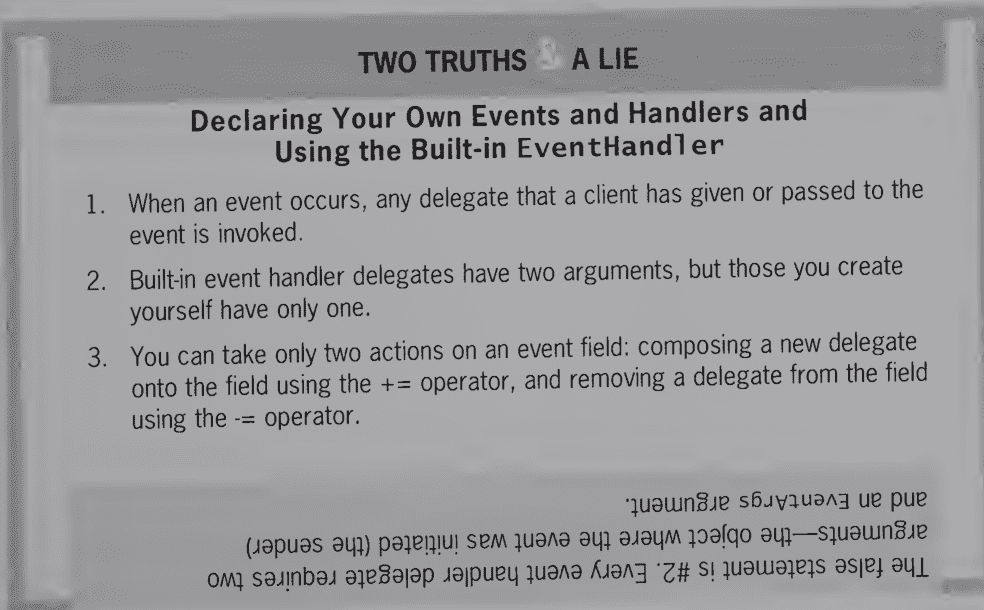 TWO TRUTHS & A LIE
Declaring Your Own Events and Handlers and
Using the Built-in EventHandler
1. When an event occurs, any delegate that a client has given or passed to the
event is invoked.
2. Built-in event handler delegates have two arguments, but those you create
yourself have only one.
3. You can take only two actions on an event field: composing a new delegate
onto the field using the += operator, and removing a delegate from the field
using the -= operator.
The false statement is #2. Every event handler delegate requires two
arguments—the object where the event was initiated (the sender)
and an EventArgs argument.